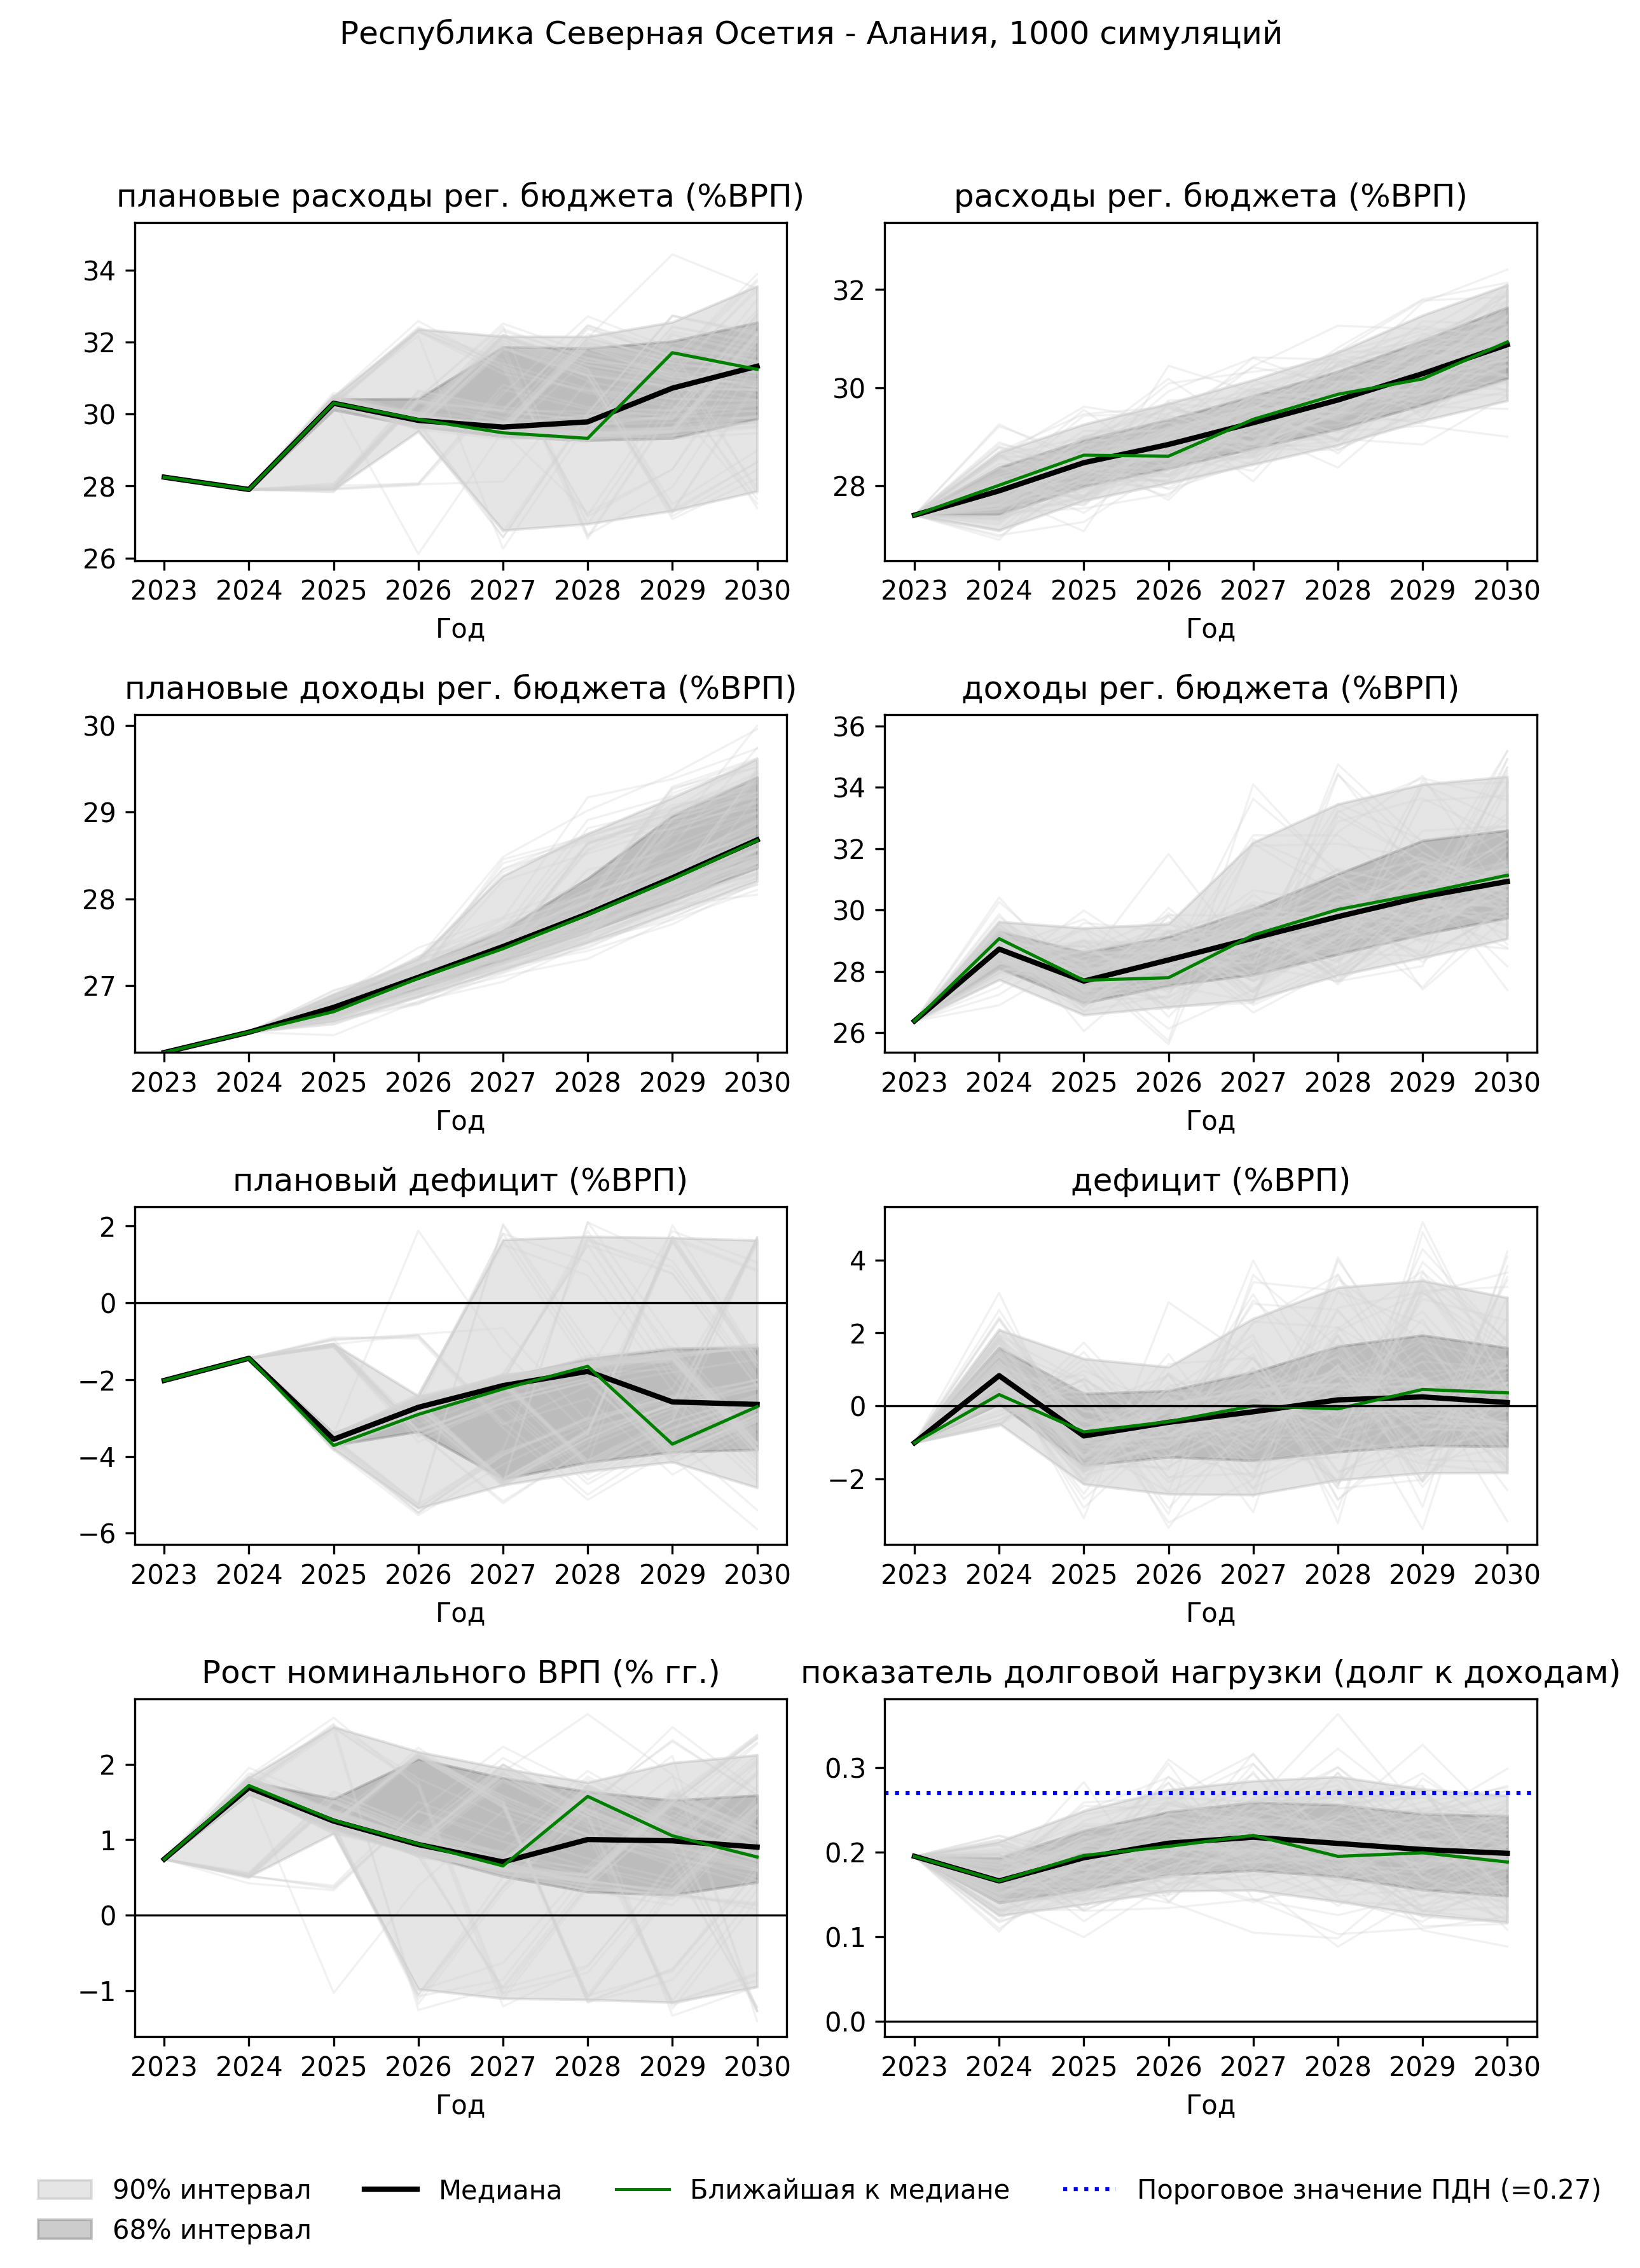 Республика Северная Осетия - Алания, 1000 симуляций
плановые расходы рег. бюджета (%ВРП)
34
32
30
28
26
2023 2024 2025 2026 2027 2028 2029 2030
Год
расходы рег. бюджета (%ВРП)
32
30
28
2023 2024 2025 2026 2027 2028 2029 2030
Год
плановые доходы рег. бюджета (%ВРП)
30
29
28
27
2023 2024 2025 2026 2027 2028 2029 2030
Год
доходы рег. бюджета (%ВРП)
36
34
32
30
28
26
2023 2024 2025 2026 2027 2028 2029 2030
Год
плановый дефицит (%ВРП)
2
0
−2
−4
−6
2023 2024 2025 2026 2027 2028 2029 2030
Год
дефицит (%ВРП)
4
2
0
−2
2023 2024 2025 2026 2027 2028 2029 2030
Год
Рост номинального ВРП (% гг.)
2
1
0
−1
2023 2024 2025 2026 2027 2028 2029 2030
Год
показатель долговой нагрузки (долг к доходам)
0.3
0.2
0.1
0.0
2023 2024 2025 2026 2027 2028 2029 2030
Год
90% интервал
68% интервал
Медиана
Ближайшая к медиане
Пороговое значение ПДН (=0.27)